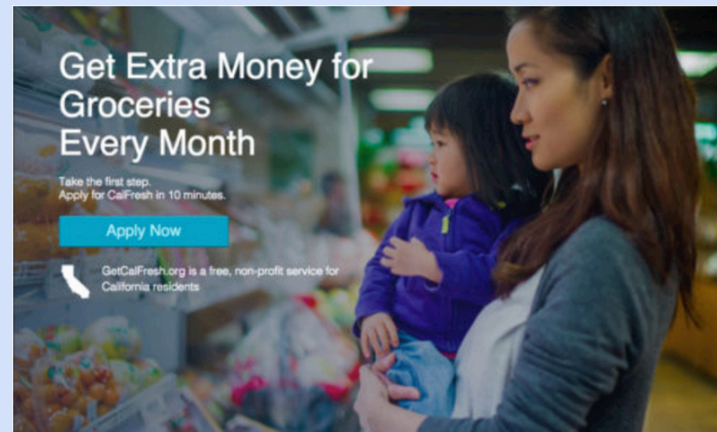 Get Extra Money for
Groceries
Every Month
Take the first step.
Apply for CalFresh in 10 minutes.
Apply Now
GetCalFresh.org is a free, non-profit service for
California residents